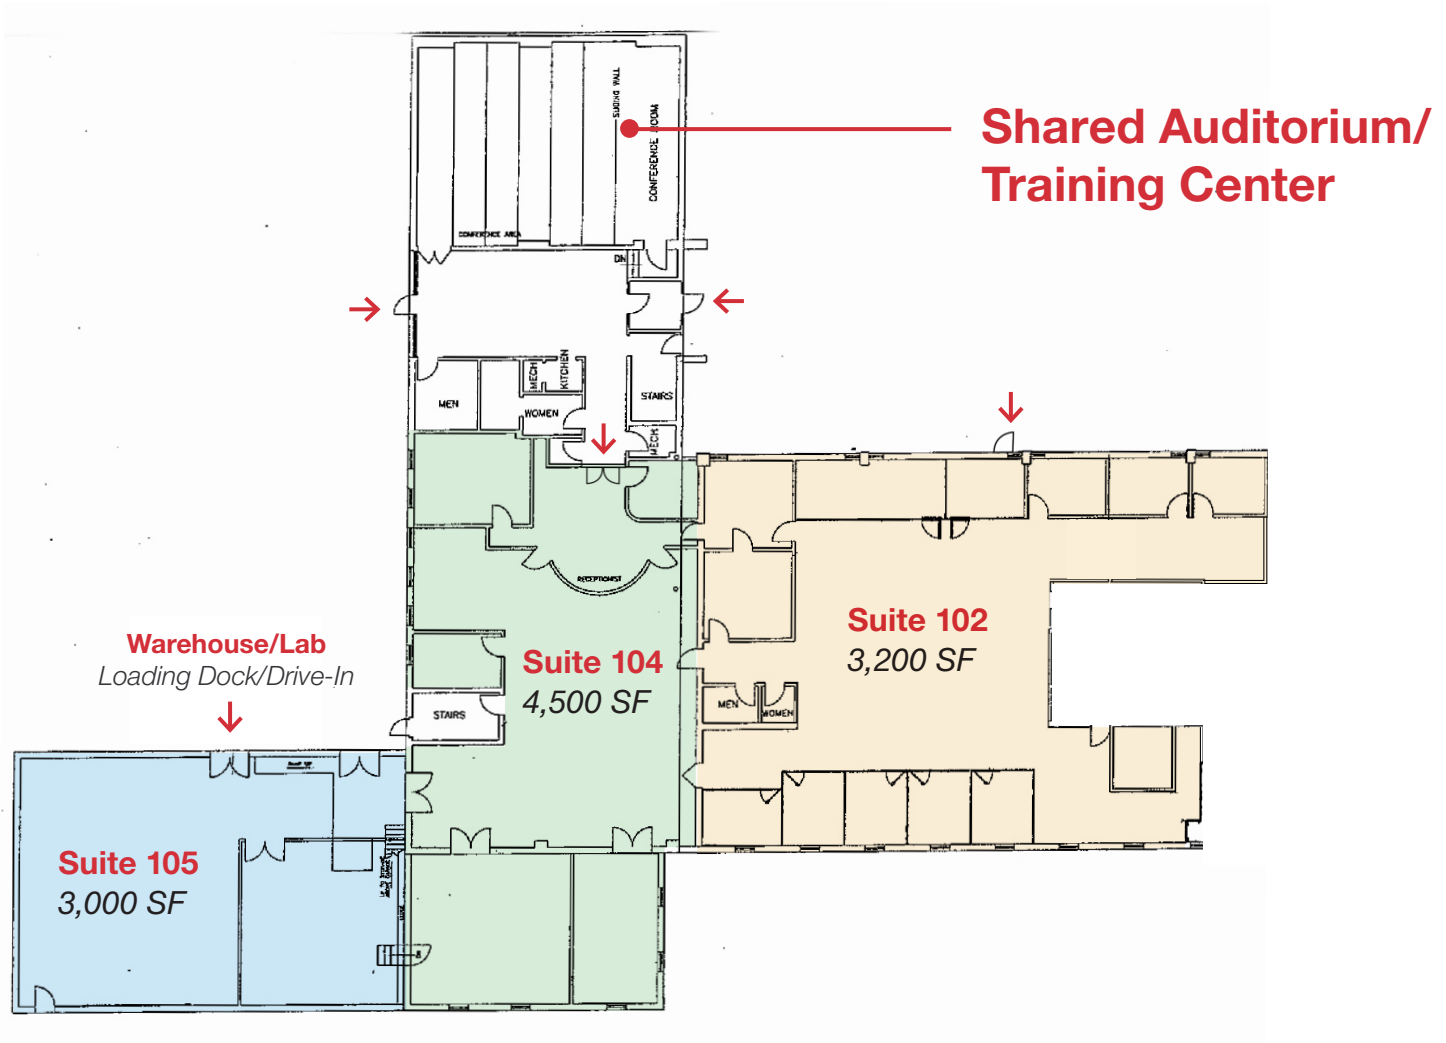 SLIDING WALL
CONFERENCE ROOM
Shared Auditorium/
Training Center
CONFERENCE AREA
DN
MECH
KITCHEN
MEN
WOMEN
STAIRS
MECH
RECEPTIONIST
Suite 102
3,200 SF
Warehouse/Lab
Loading Dock/Drive-In
Suite 104
4,500 SF
MEN
WOMEN
STAIRS
Suite 105
3,000 SF